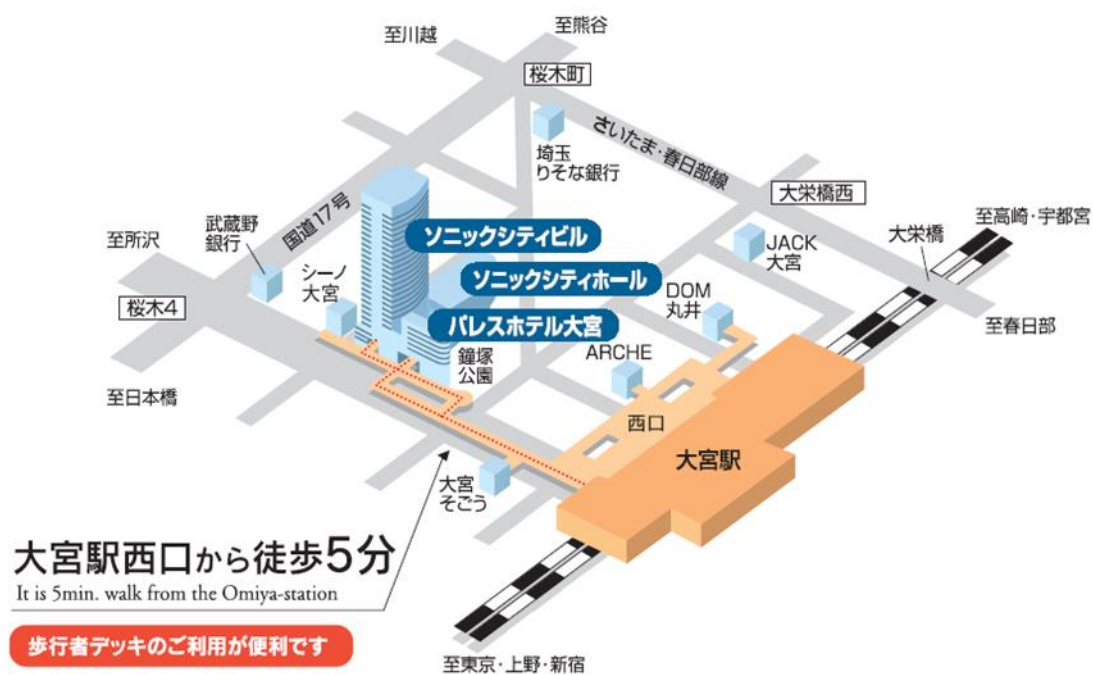 至川越
至熊谷
桜木町
さいたま・春日部線
埼玉
りそな銀行
大栄橋西
国道17号
武蔵野
銀行
至所沢
ソニックシティビル
JACK
大宮
大栄橋
至高崎・宇都宮
シーノ
大宮
ソニックシティホール
DOM
丸井
桜木4
パレスホテル大宮
至春日部
鐘塚
公園
ARCHE
至日本橋
西口
大宮駅
大宮
そごう
大宮駅西口から徒歩5分
It is 5min. walk from the Omiya-station
歩行者デッキのご利用が便利です
至東京・上野・新宿